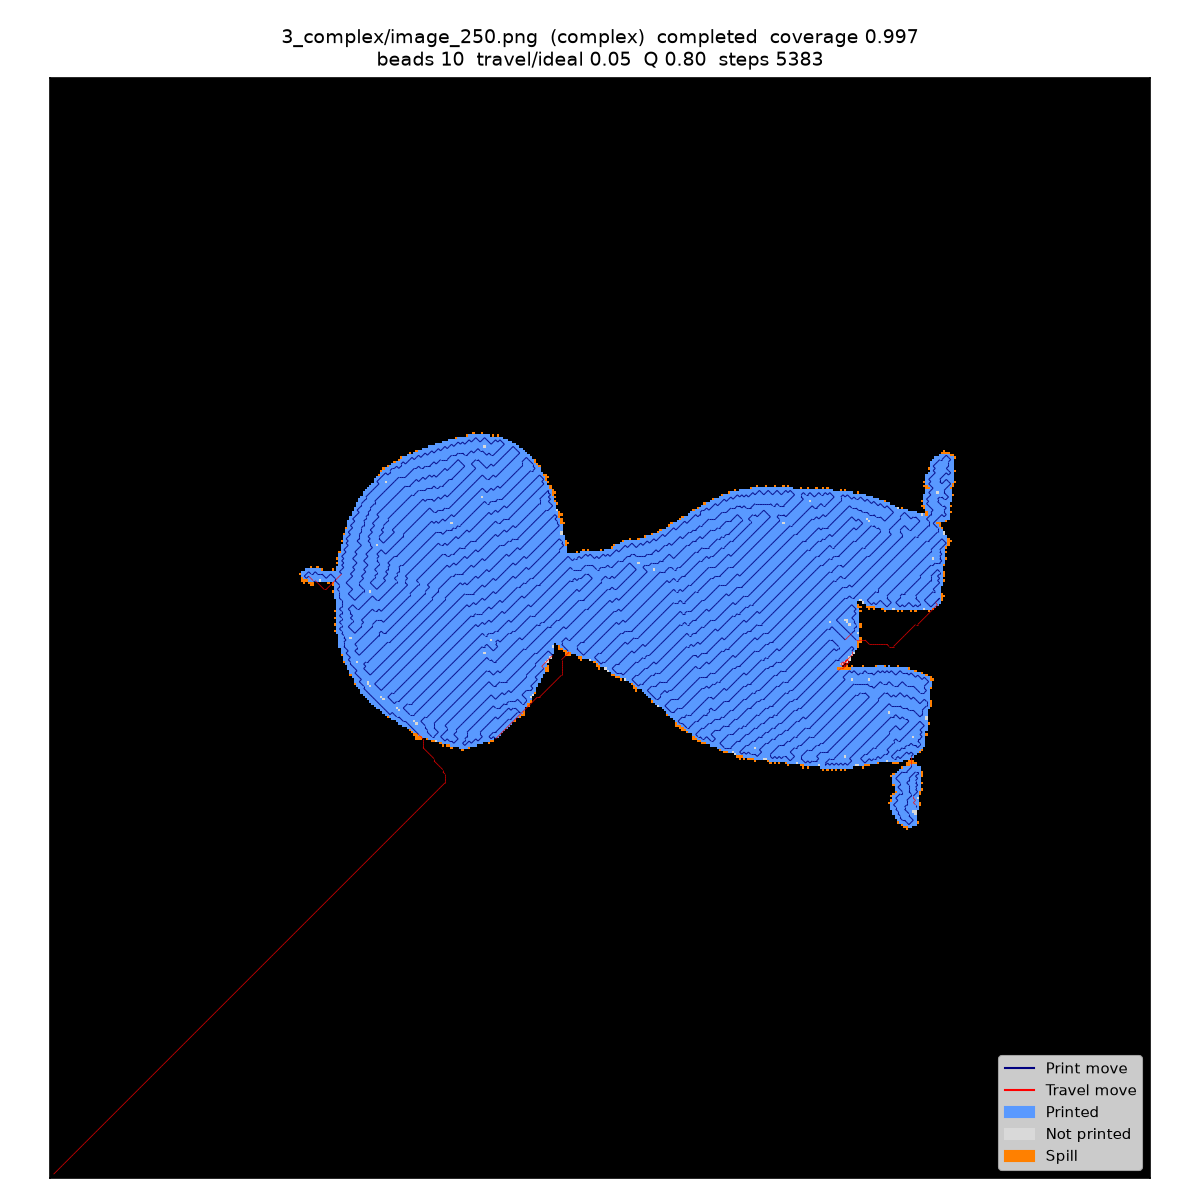 3_complex/image_250.png  (complex)  completed  coverage 0.997
beads 10  travel/ideal 0.05  Q 0.80  steps 5383
Print move
Travel move
Printed
Not printed
Spill